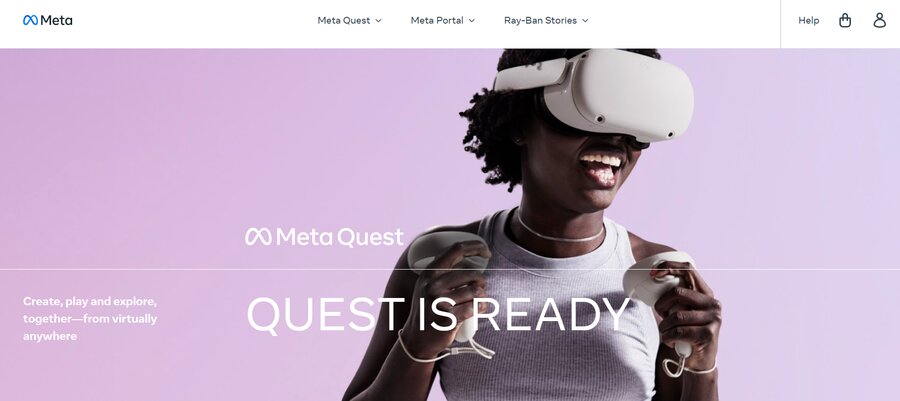 Meta
Meta Quest
Meta Portal
Ray-Ban Stories
Help
Meta Quest
QUEST IS READY
Create, play and explore,
together—from virtually
anywhere